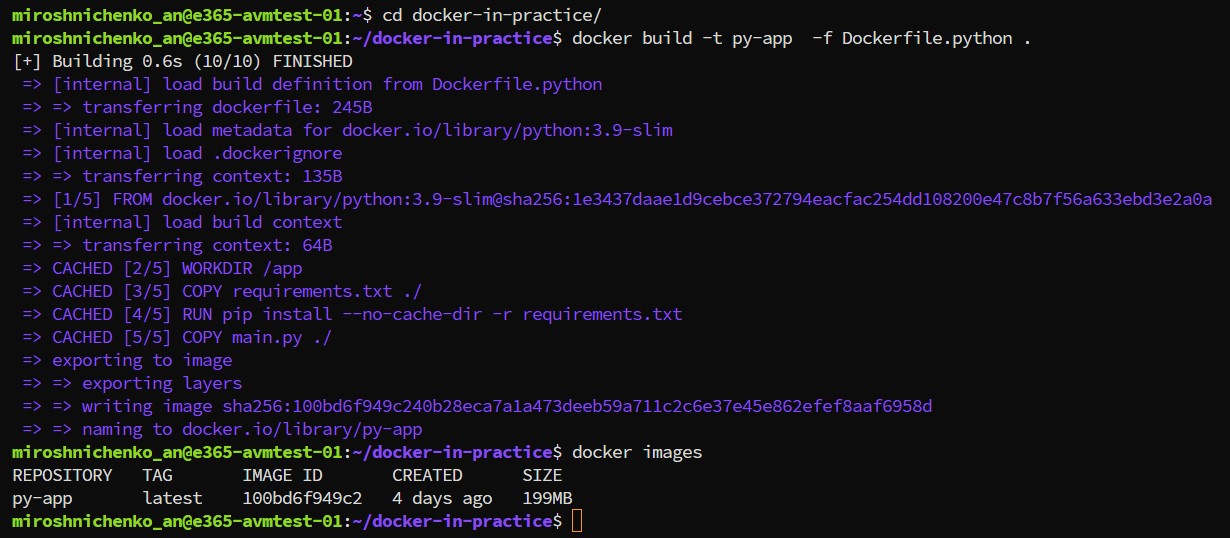 miroshnichenko_an@e365-avmtest-01:~$ cd docker-in-practice/
miroshnichenko_an@e365-avmtest-01:~/docker-in-practice$ docker build -t py-app  -f Dockerfile.python .
[+] Building 0.6s (10/10) FINISHED
 => [internal] load build definition from Dockerfile.python
 => => transferring dockerfile: 245B
 => [internal] load metadata for docker.io/library/python:3.9-slim
 => [internal] load .dockerignore
 => => transferring context: 135B
 => [1/5] FROM docker.io/library/python:3.9-slim@sha256:1e3437daae1d9cebce372794eacfac254dd108200e47c8b7f56a633ebd3e2a0a
 => [internal] load build context
 => => transferring context: 64B
 => CACHED [2/5] WORKDIR /app
 => CACHED [3/5] COPY requirements.txt ./
 => CACHED [4/5] RUN pip install --no-cache-dir -r requirements.txt
 => CACHED [5/5] COPY main.py ./
 => exporting to image
 => => exporting layers
 => => writing image sha256:100bd6f949c240b28eca7a1a473deeb59a711c2c6e37e45e862efef8aaf6958d
 => => naming to docker.io/library/py-app
miroshnichenko_an@e365-avmtest-01:~/docker-in-practice$ docker images
REPOSITORY   TAG       IMAGE ID       CREATED      SIZE
py-app       latest    100bd6f949c2   4 days ago   199MB
miroshnichenko_an@e365-avmtest-01:~/docker-in-practice$